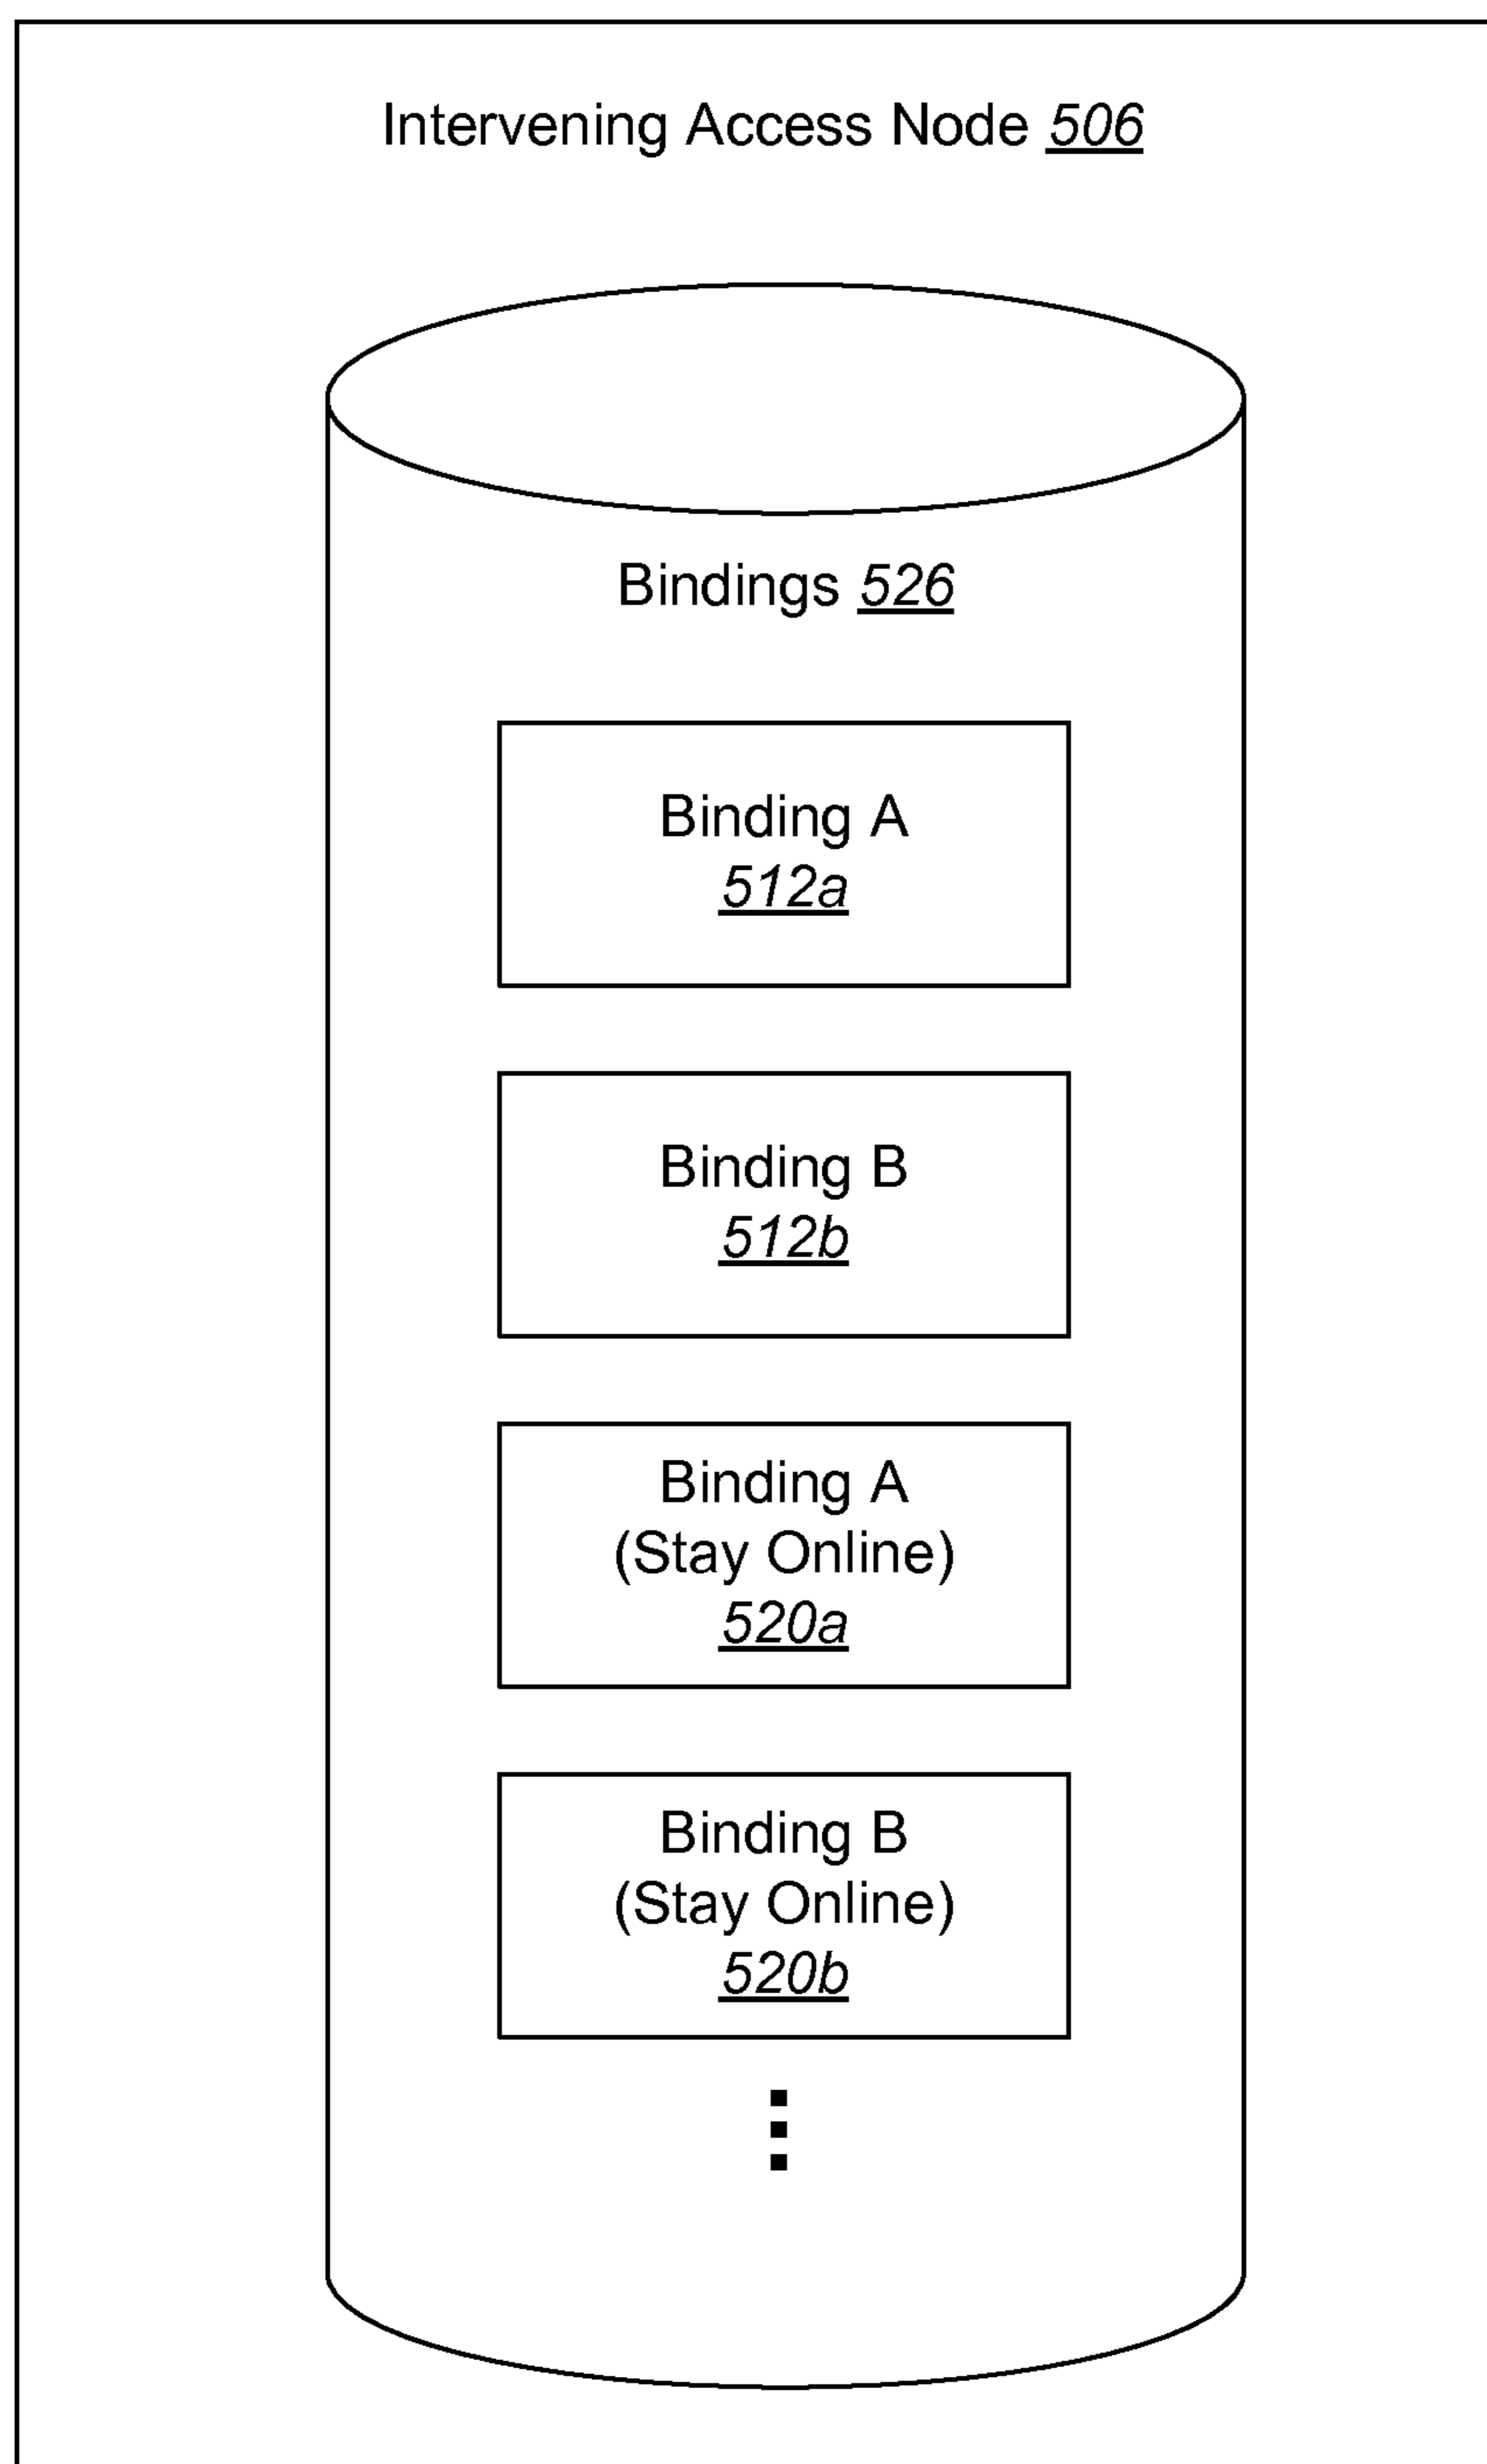 Intervening Access Node 506
Bindings 526
Binding A
512a
Binding B
512b
Binding A
(Stay Online)
520a
Binding B
(Stay Online)
520b